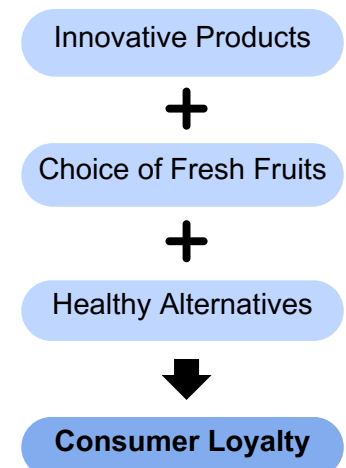 Innovative Products
+
Choice of Fresh Fruits
+
Healthy Alternatives
Consumer Loyalty